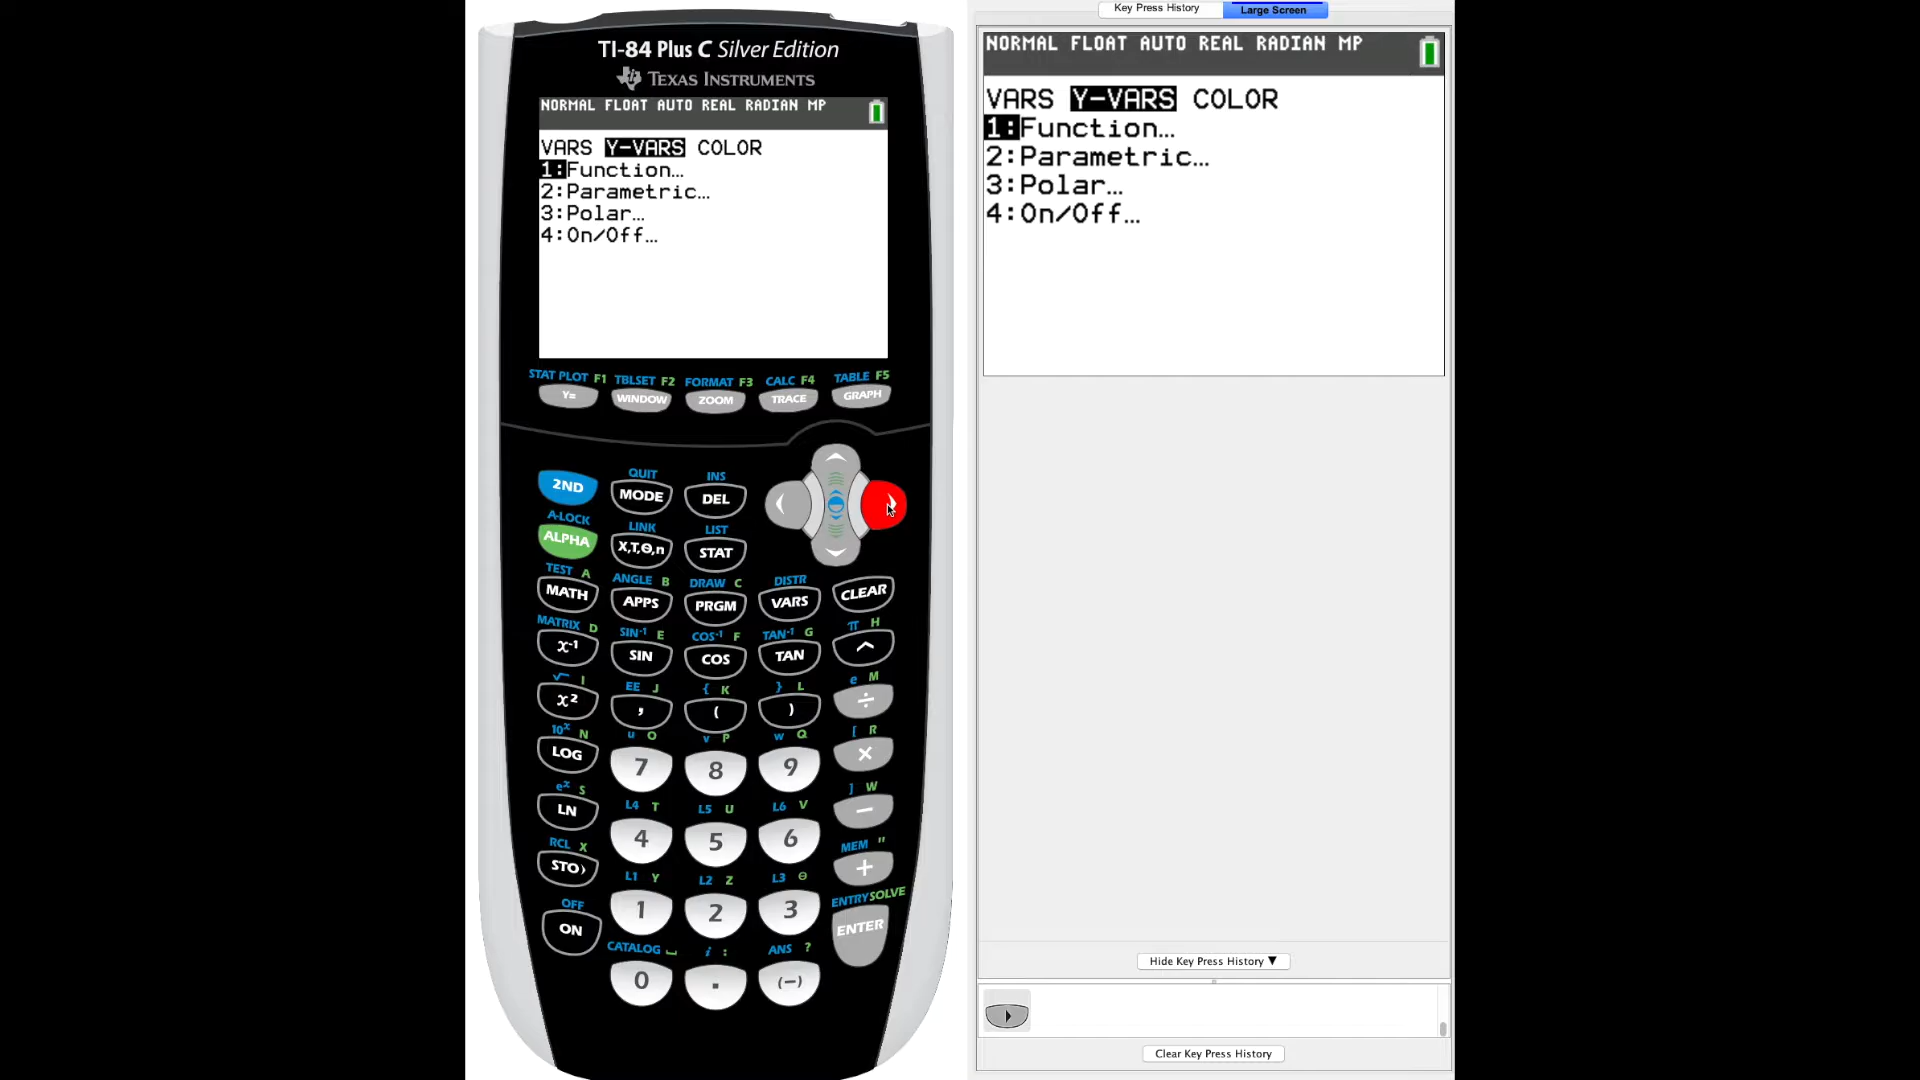 TI-84 Plus C Silver Edition
TEXAS INSTRUMENTS
NORMAL FLOAT AUTO REAL RADIAN MP
VARS Y-VARS COLOR
1:Function…
2:Parametric…
3:Polar…
4:On/Off…
STAT PLOT F1 TBLSET F2 FORMAT F3 CALC F4 TABLE F5
Y= WINDOW ZOOM TRACE GRAPH
QUIT INS
2ND MODE DEL
A-LOCK LINK LIST
ALPHA X,T,Θ,n STAT
TEST A ANGLE B DRAW C DISTR
MATH APPS PRGM VARS CLEAR
MATRIX D SIN⁻¹ E COS⁻¹ F TAN⁻¹ G π H
x⁻¹ SIN COS TAN ^
√ I EE J { K } L e M
x² , ( ) ÷
10ˣ N u O v P w Q [ R
LOG 7 8 9 ×
eˣ S L4 T L5 U L6 V ] W
LN 4 5 6 −
RCL X L1 Y L2 Z L3 Θ MEM "
STO› 1 2 3 +
OFF CATALOG ⎵ i : ANS ? ENTRY SOLVE
ON 0 . (−) ENTER
Key Press History Large Screen
NORMAL FLOAT AUTO REAL RADIAN MP
VARS Y-VARS COLOR
1:Function…
2:Parametric…
3:Polar…
4:On/Off…
Hide Key Press History ▼
Clear Key Press History